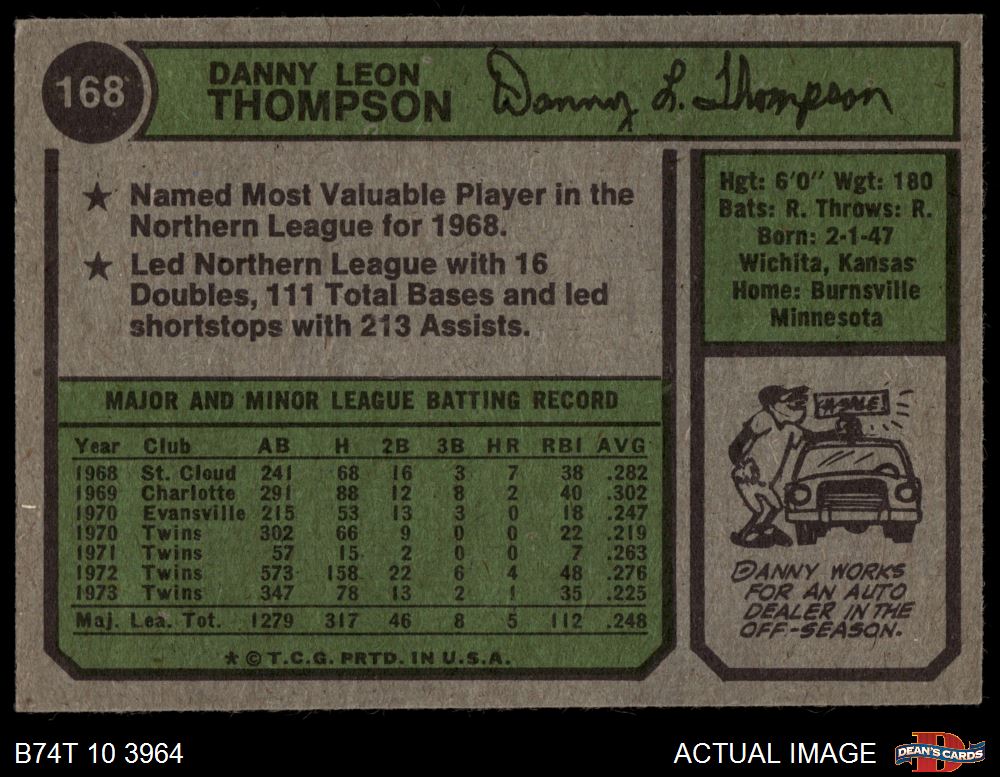 168
DANNY LEON
THOMPSON
Danny L. Thompson
★ Named Most Valuable Player in the
Northern League for 1968.
★ Led Northern League with 16
Doubles, 111 Total Bases and led
shortstops with 213 Assists.
Hgt: 6'0" Wgt: 180
Bats: R. Throws: R.
Born: 2-1-47
Wichita, Kansas
Home: Burnsville
Minnesota
MAJOR AND MINOR LEAGUE BATTING RECORD
Year Club AB H 2B 3B HR RBI AVG
1968 St. Cloud 241 68 16 3 7 38 .282
1969 Charlotte 291 88 12 8 2 40 .302
1970 Evansville 215 53 13 3 0 18 .247
1970 Twins 302 66 9 0 0 22 .219
1971 Twins 57 15 2 0 0 7 .263
1972 Twins 573 158 22 6 4 48 .276
1973 Twins 347 78 13 2 1 35 .225
Maj. Lea. Tot. 1279 317 46 8 5 112 .248
* © T.C.G. PRTD. IN U.S.A.
DANNY WORKS
FOR AN AUTO
DEALER IN THE
OFF-SEASON.
B74T 10 3964
ACTUAL IMAGE
D
DEAN'S CARDS